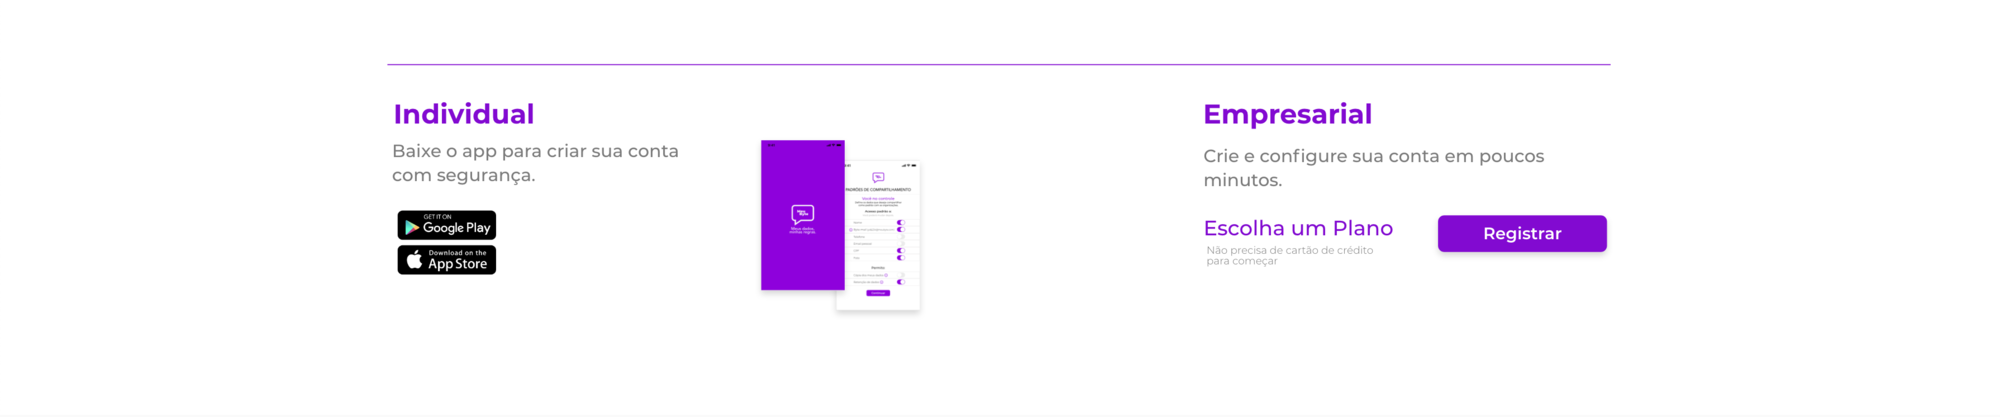 Individual
Baixe o app para criar sua conta
com segurança.
GET IT ON
Google Play
Download on the
App Store
Meus dados,
minhas regras.
PADRÕES DE COMPARTILHAMENTO
Você no controle
Continuar
Empresarial
Crie e configure sua conta em poucos
minutos.
Escolha um Plano
Não precisa de cartão de crédito
para começar
Registrar